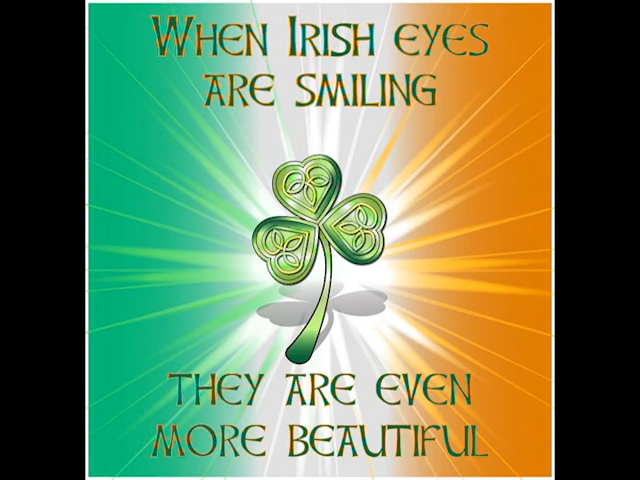 When Irish eyes
are smiling
they are even
more beautiful